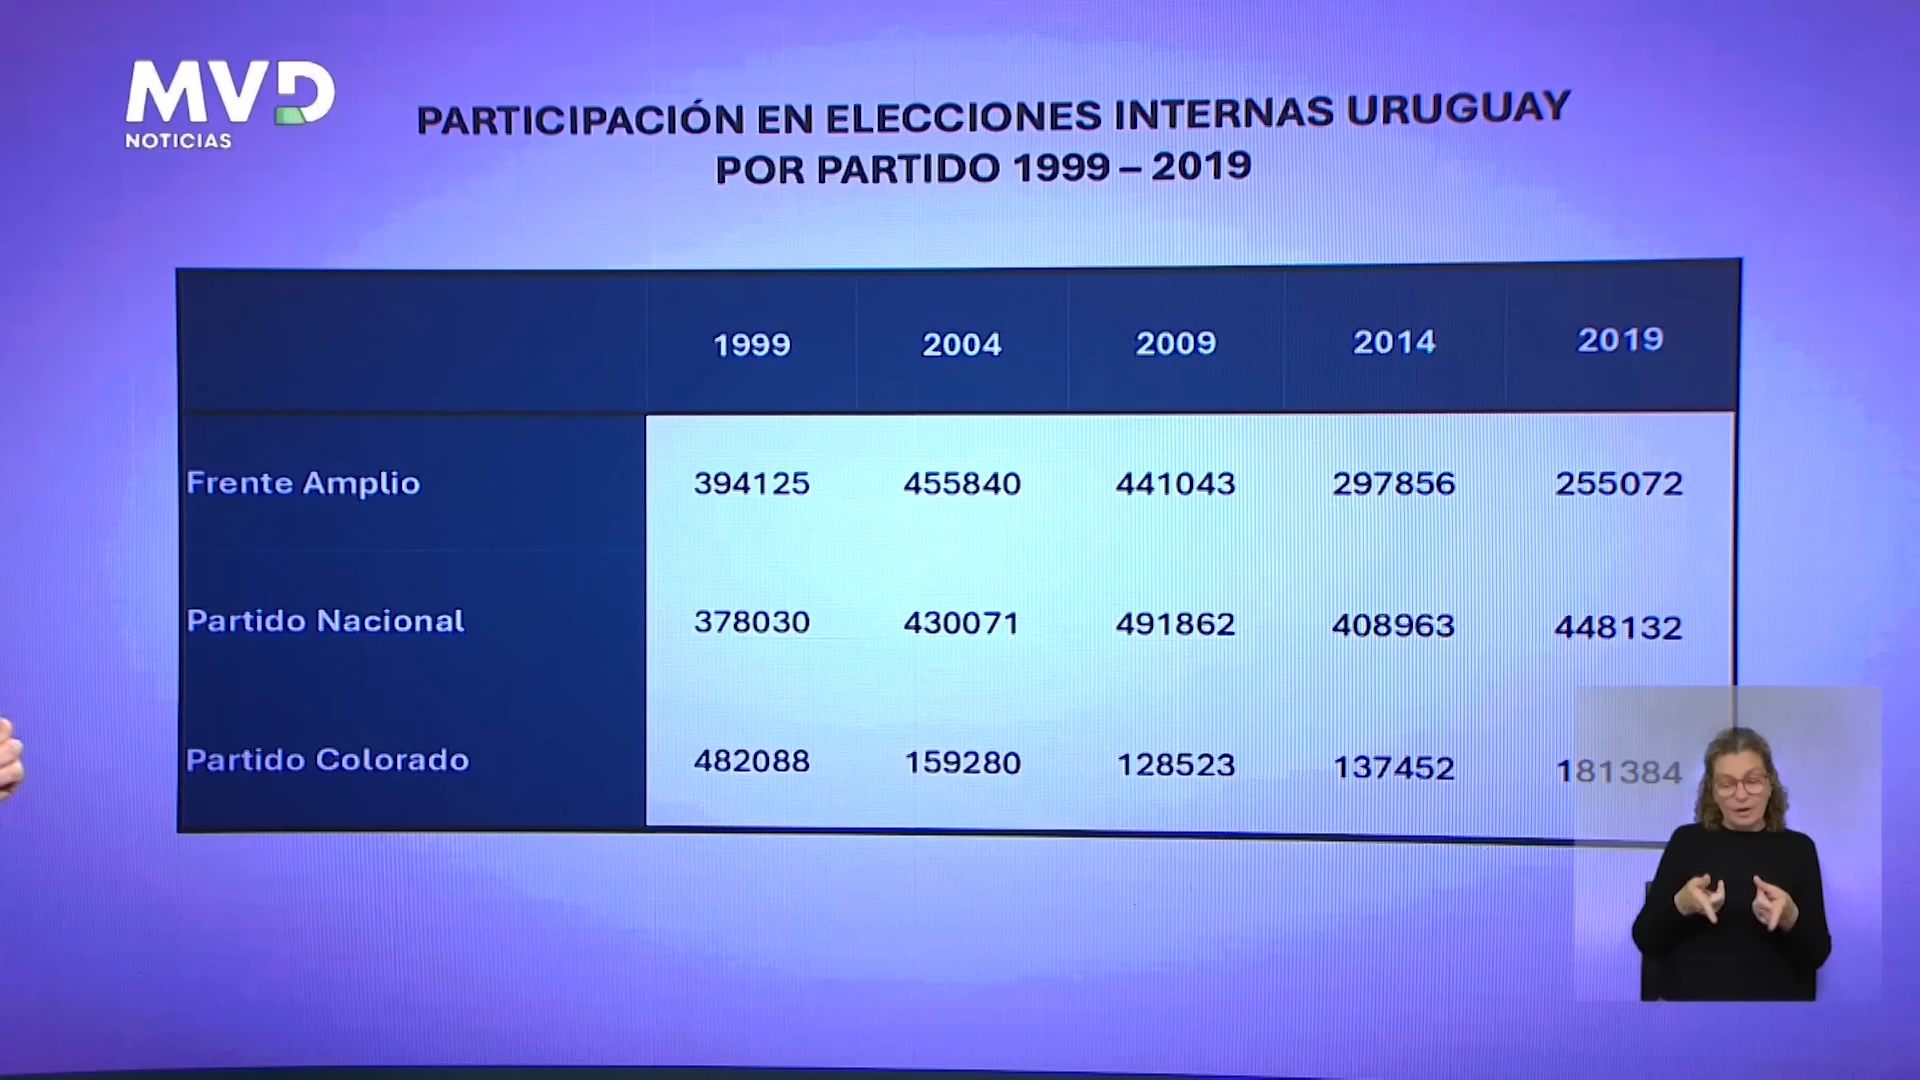 MVD
NOTICIAS
PARTICIPACIÓN EN ELECCIONES INTERNAS URUGUAY
POR PARTIDO 1999 – 2019
1999 2004 2009 2014 2019
Frente Amplio 394125 455840 441043 297856 255072
Partido Nacional 378030 430071 491862 408963 448132
Partido Colorado 482088 159280 128523 137452 181384